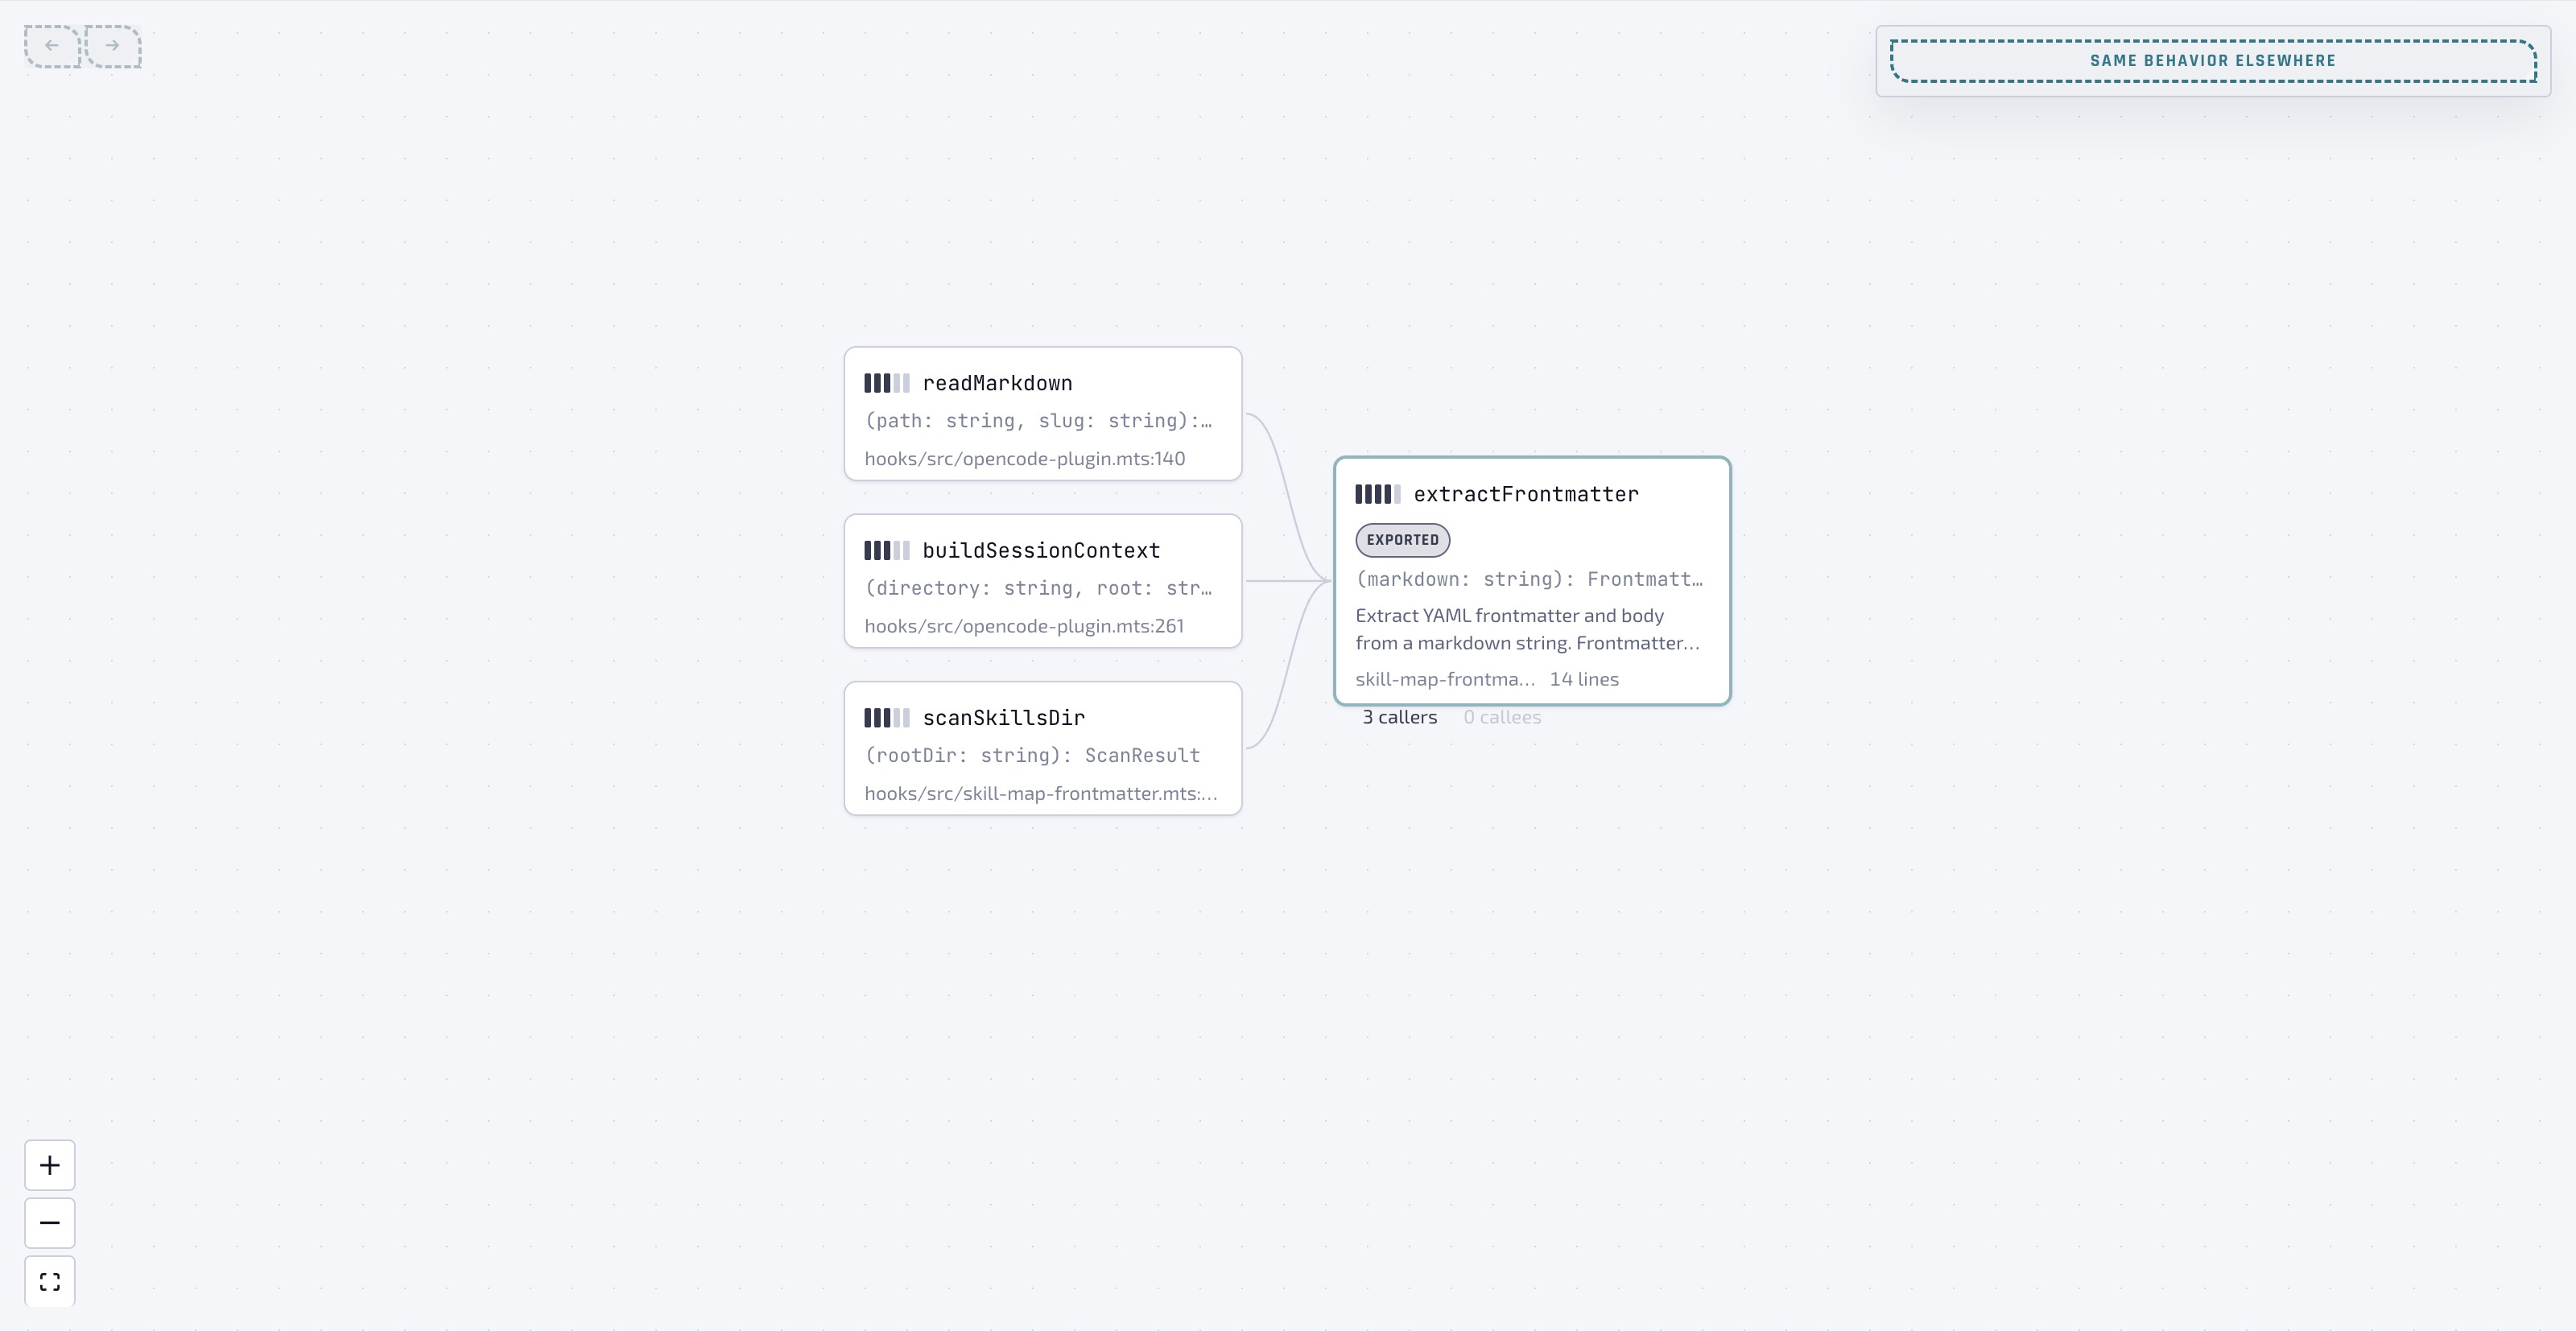 SAME BEHAVIOR ELSEWHERE
readMarkdown
(path: string, slug: string):…
hooks/src/opencode-plugin.mts:140
buildSessionContext
(directory: string, root: str…
hooks/src/opencode-plugin.mts:261
scanSkillsDir
(rootDir: string): ScanResult
hooks/src/skill-map-frontmatter.mts:…
extractFrontmatter
EXPORTED
(markdown: string): Frontmatt…
Extract YAML frontmatter and body
from a markdown string. Frontmatter…
skill-map-frontma… 14 lines
3 callers 0 callees